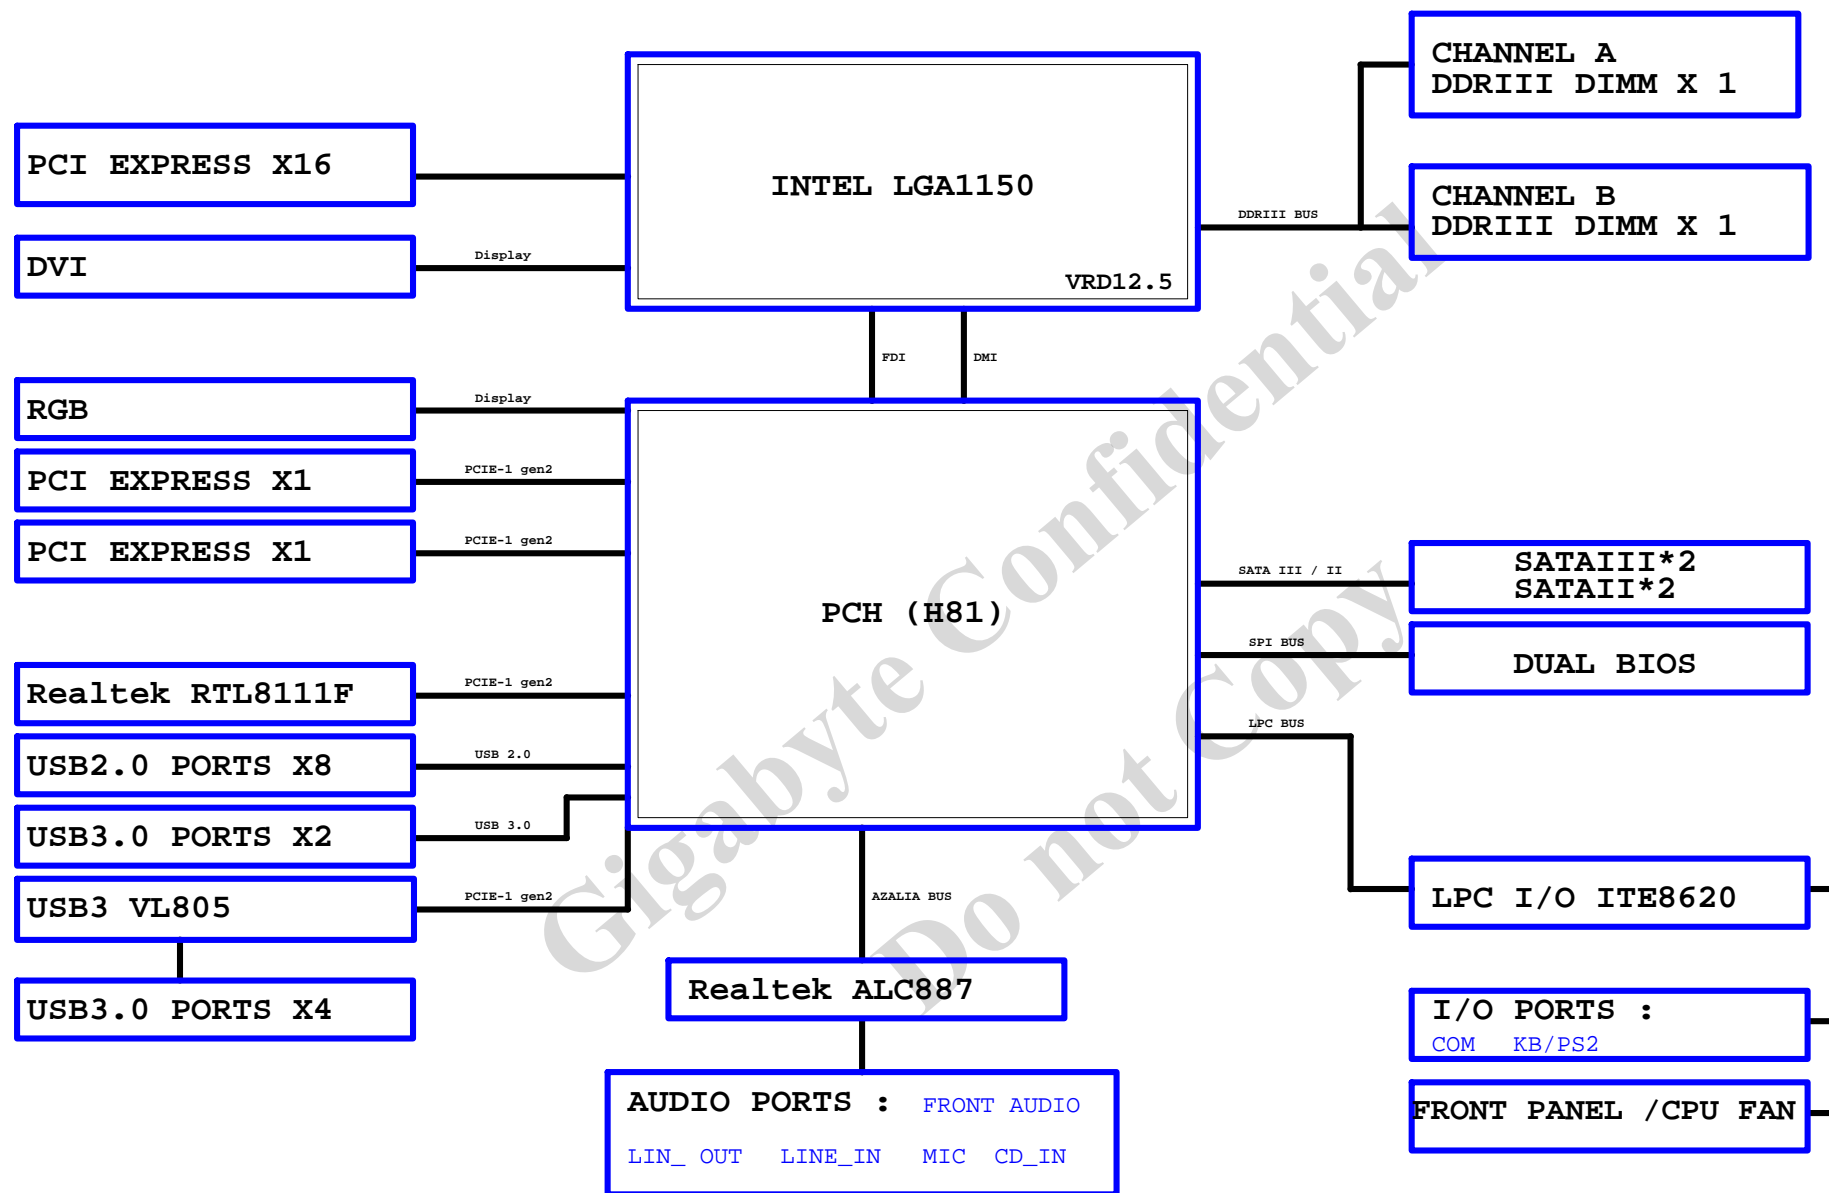 CHANNEL A
DDRIII DIMM X 1
PCI EXPRESS X16
INTEL LGA1150
CHANNEL B
DDRIII DIMM X 1
DDRIII BUS
DVI
Display
VRD12.5
FDI
DMI
RGB
Display
PCI EXPRESS X1
PCIE-1 gen2
PCI EXPRESS X1
PCIE-1 gen2
SATA III / II
SATAIII*2
SATAII*2
PCH (H81)
SPI BUS
DUAL BIOS
Realtek RTL8111F
PCIE-1 gen2
LPC BUS
USB2.0 PORTS X8
USB 2.0
USB3.0 PORTS X2
USB 3.0
USB3 VL805
PCIE-1 gen2
AZALIA BUS
LPC I/O ITE8620
USB3.0 PORTS X4
Realtek ALC887
I/O PORTS :
COM KB/PS2
AUDIO PORTS : FRONT AUDIO
LIN_ OUT LINE_IN MIC CD_IN
FRONT PANEL /CPU FAN
Gigabyte Confidential
Do not Copy